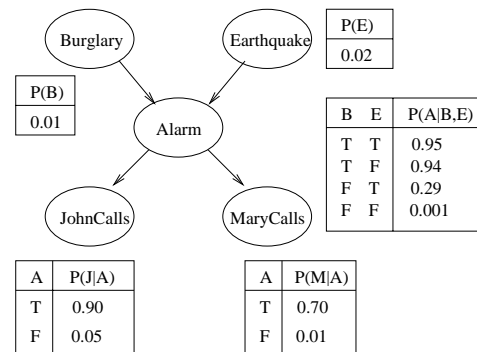 Burglary
Earthquake
P(E)
0.02
P(B)
0.01
Alarm
B E P(A|B,E)
T T 0.95
T F 0.94
F T 0.29
F F 0.001
JohnCalls
MaryCalls
A P(J|A)
T 0.90
F 0.05
A P(M|A)
T 0.70
F 0.01